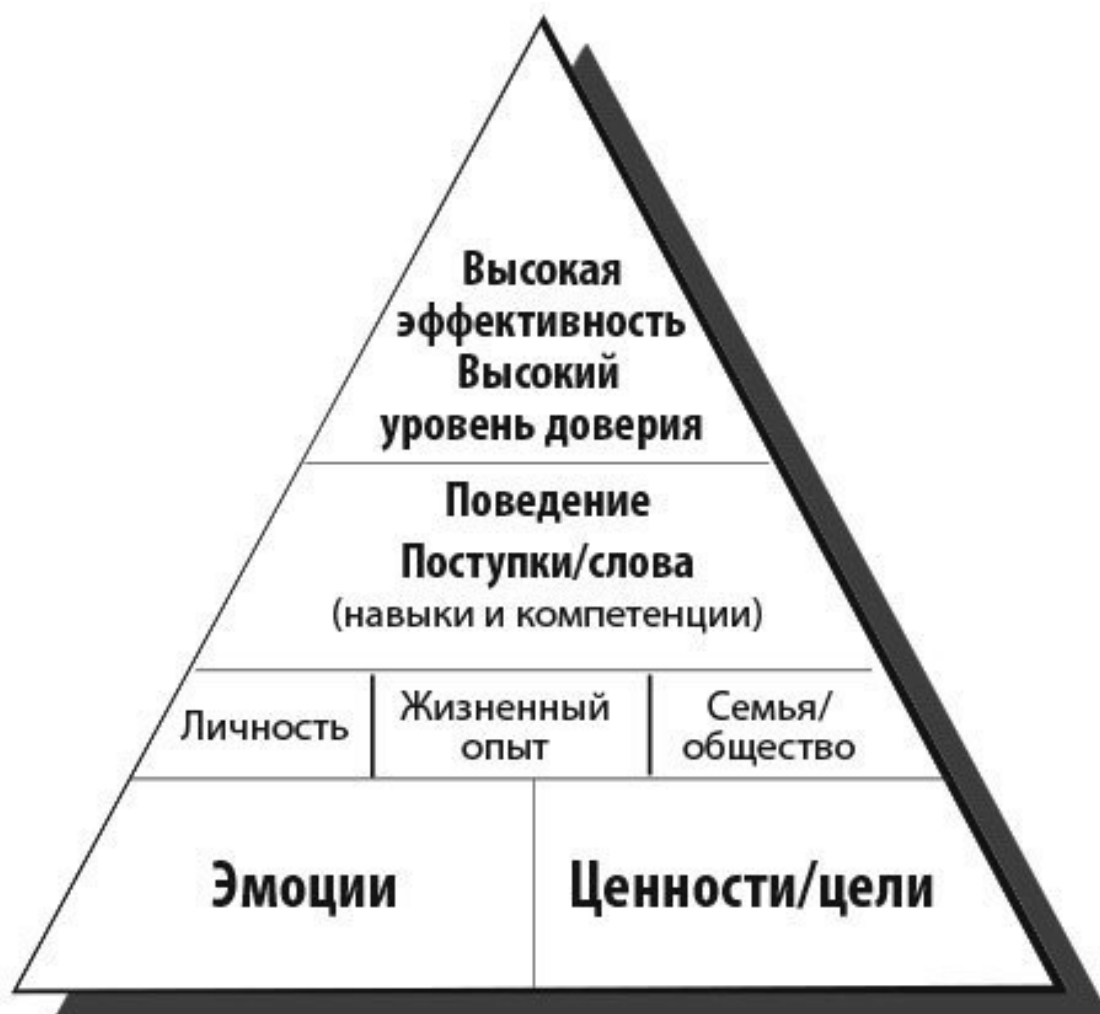 Высокая
эффективность
Высокий
уровень доверия
Поведение
Поступки/слова
(навыки и компетенции)
Личность
Жизненный
опыт
Семья/
общество
Эмоции
Ценности/цели